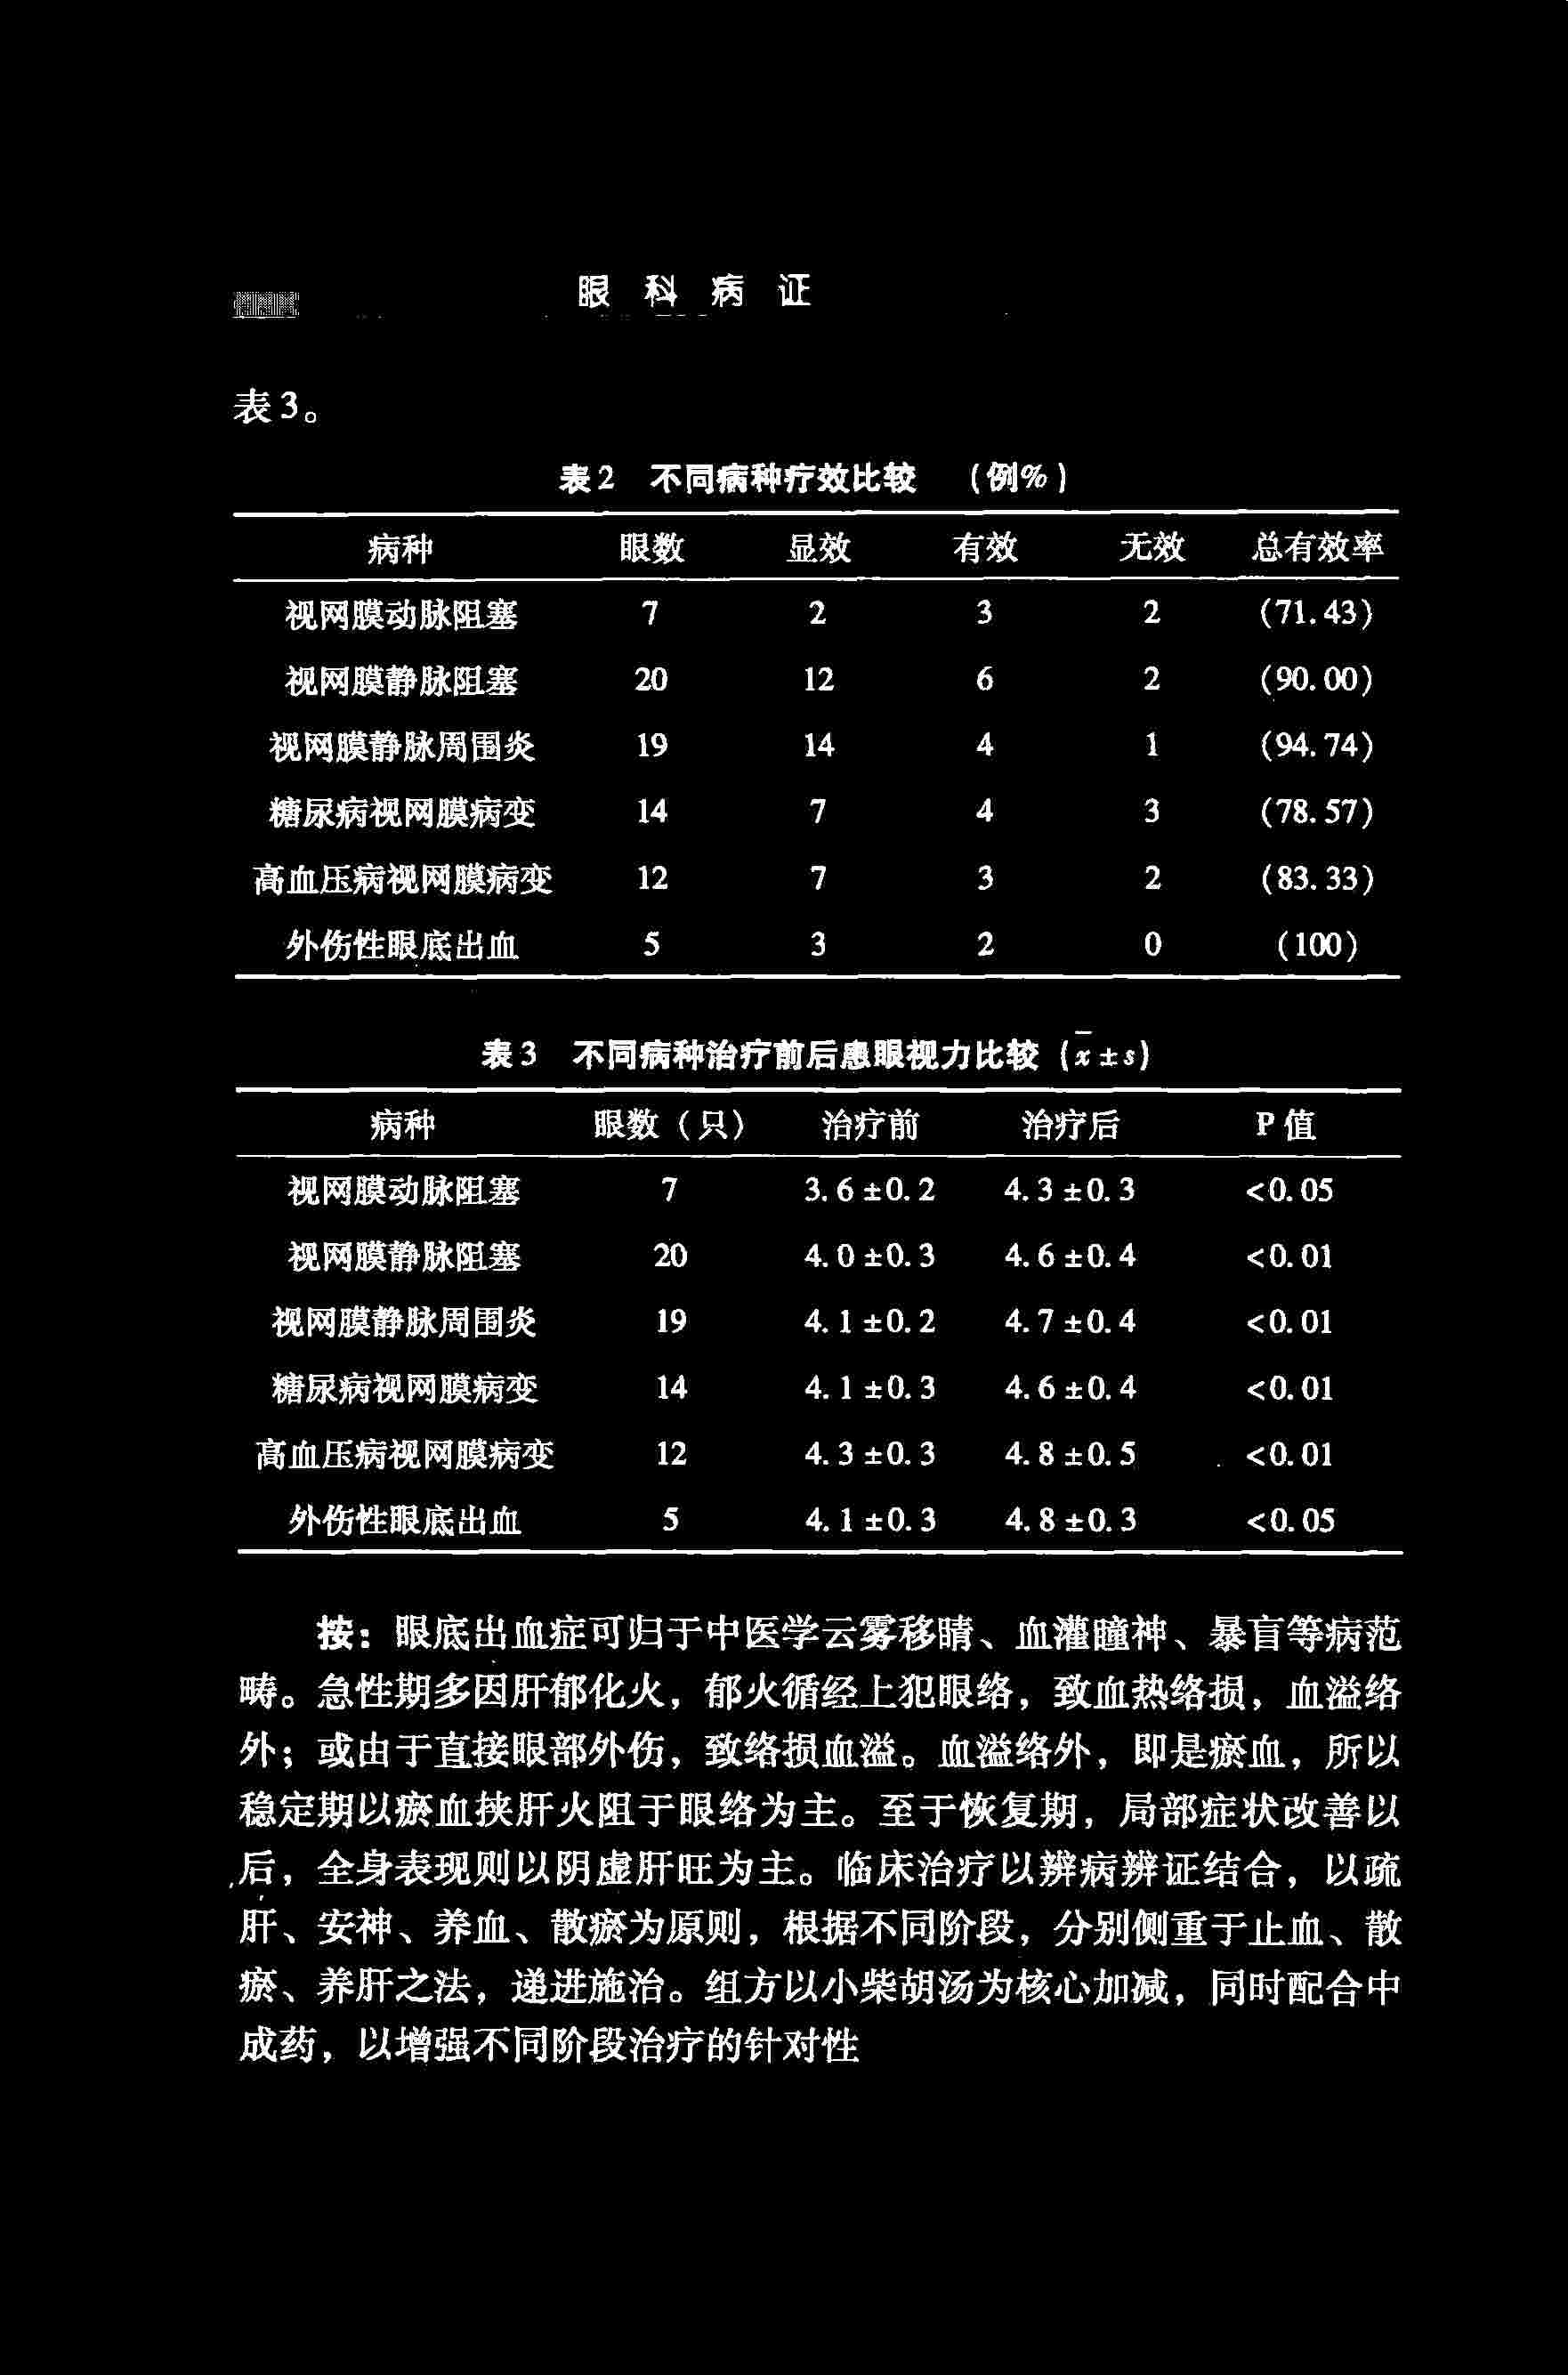 眼科病证
表3。
表2 不同病种疗效比较 (例%)
病种 眼数 显效 有效 无效 总有效率
视网膜动脉阻塞 7 2 3 2 (71.43)
视网膜静脉阻塞 20 12 6 2 (90.00)
视网膜静脉周围炎 19 14 4 1 (94.74)
糖尿病视网膜病变 14 7 4 3 (78.57)
高血压病视网膜病变 12 7 3 2 (83.33)
外伤性眼底出血 5 3 2 0 (100)
表3 不同病种治疗前后患眼视力比较 (x̄±s)
病种 眼数（只） 治疗前 治疗后 P值
视网膜动脉阻塞 7 3.6±0.2 4.3±0.3 <0.05
视网膜静脉阻塞 20 4.0±0.3 4.6±0.4 <0.01
视网膜静脉周围炎 19 4.1±0.2 4.7±0.4 <0.01
糖尿病视网膜病变 14 4.1±0.3 4.6±0.4 <0.01
高血压病视网膜病变 12 4.3±0.3 4.8±0.5 <0.01
外伤性眼底出血 5 4.1±0.3 4.8±0.3 <0.05
按：眼底出血症可归于中医学云雾移睛、血灌瞳神、暴盲等病范
畴。急性期多因肝郁化火，郁火循经上犯眼络，致血热络损，血溢络
外；或由于直接眼部外伤，致络损血溢。血溢络外，即是瘀血，所以
稳定期以瘀血挟肝火阻于眼络为主。至于恢复期，局部症状改善以
后，全身表现则以阴虚肝旺为主。临床治疗以辨病辨证结合，以疏
肝、安神、养血、散瘀为原则，根据不同阶段，分别侧重于止血、散
瘀、养肝之法，递进施治。组方以小柴胡汤为核心加减，同时配合中
成药，以增强不同阶段治疗的针对性